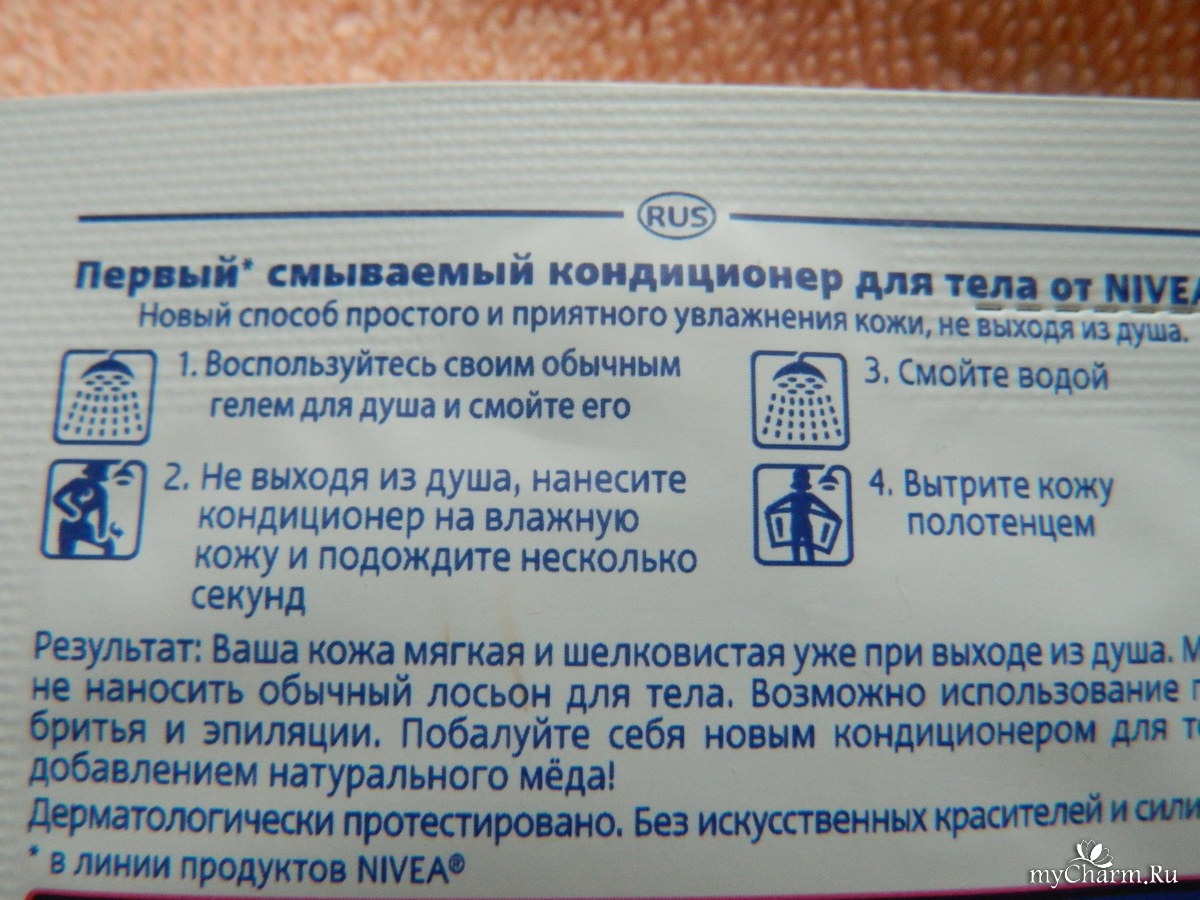 RUS
Первый* смываемый кондиционер для тела от NIVEA
Новый способ простого и приятного увлажнения кожи, не выходя из душа.
1. Воспользуйтесь своим обычным
гелем для душа и смойте его
2. Не выходя из душа, нанесите
кондиционер на влажную
кожу и подождите несколько
секунд
3. Смойте водой
4. Вытрите кожу
полотенцем
Результат: Ваша кожа мягкая и шелковистая уже при выходе из душа.
не наносить обычный лосьон для тела. Возможно использование
бритья и эпиляции. Побалуйте себя новым кондиционером для
добавлением натурального мёда!
Дерматологически протестировано. Без искусственных красителей и
* в линии продуктов NIVEA®
myCharm.Ru